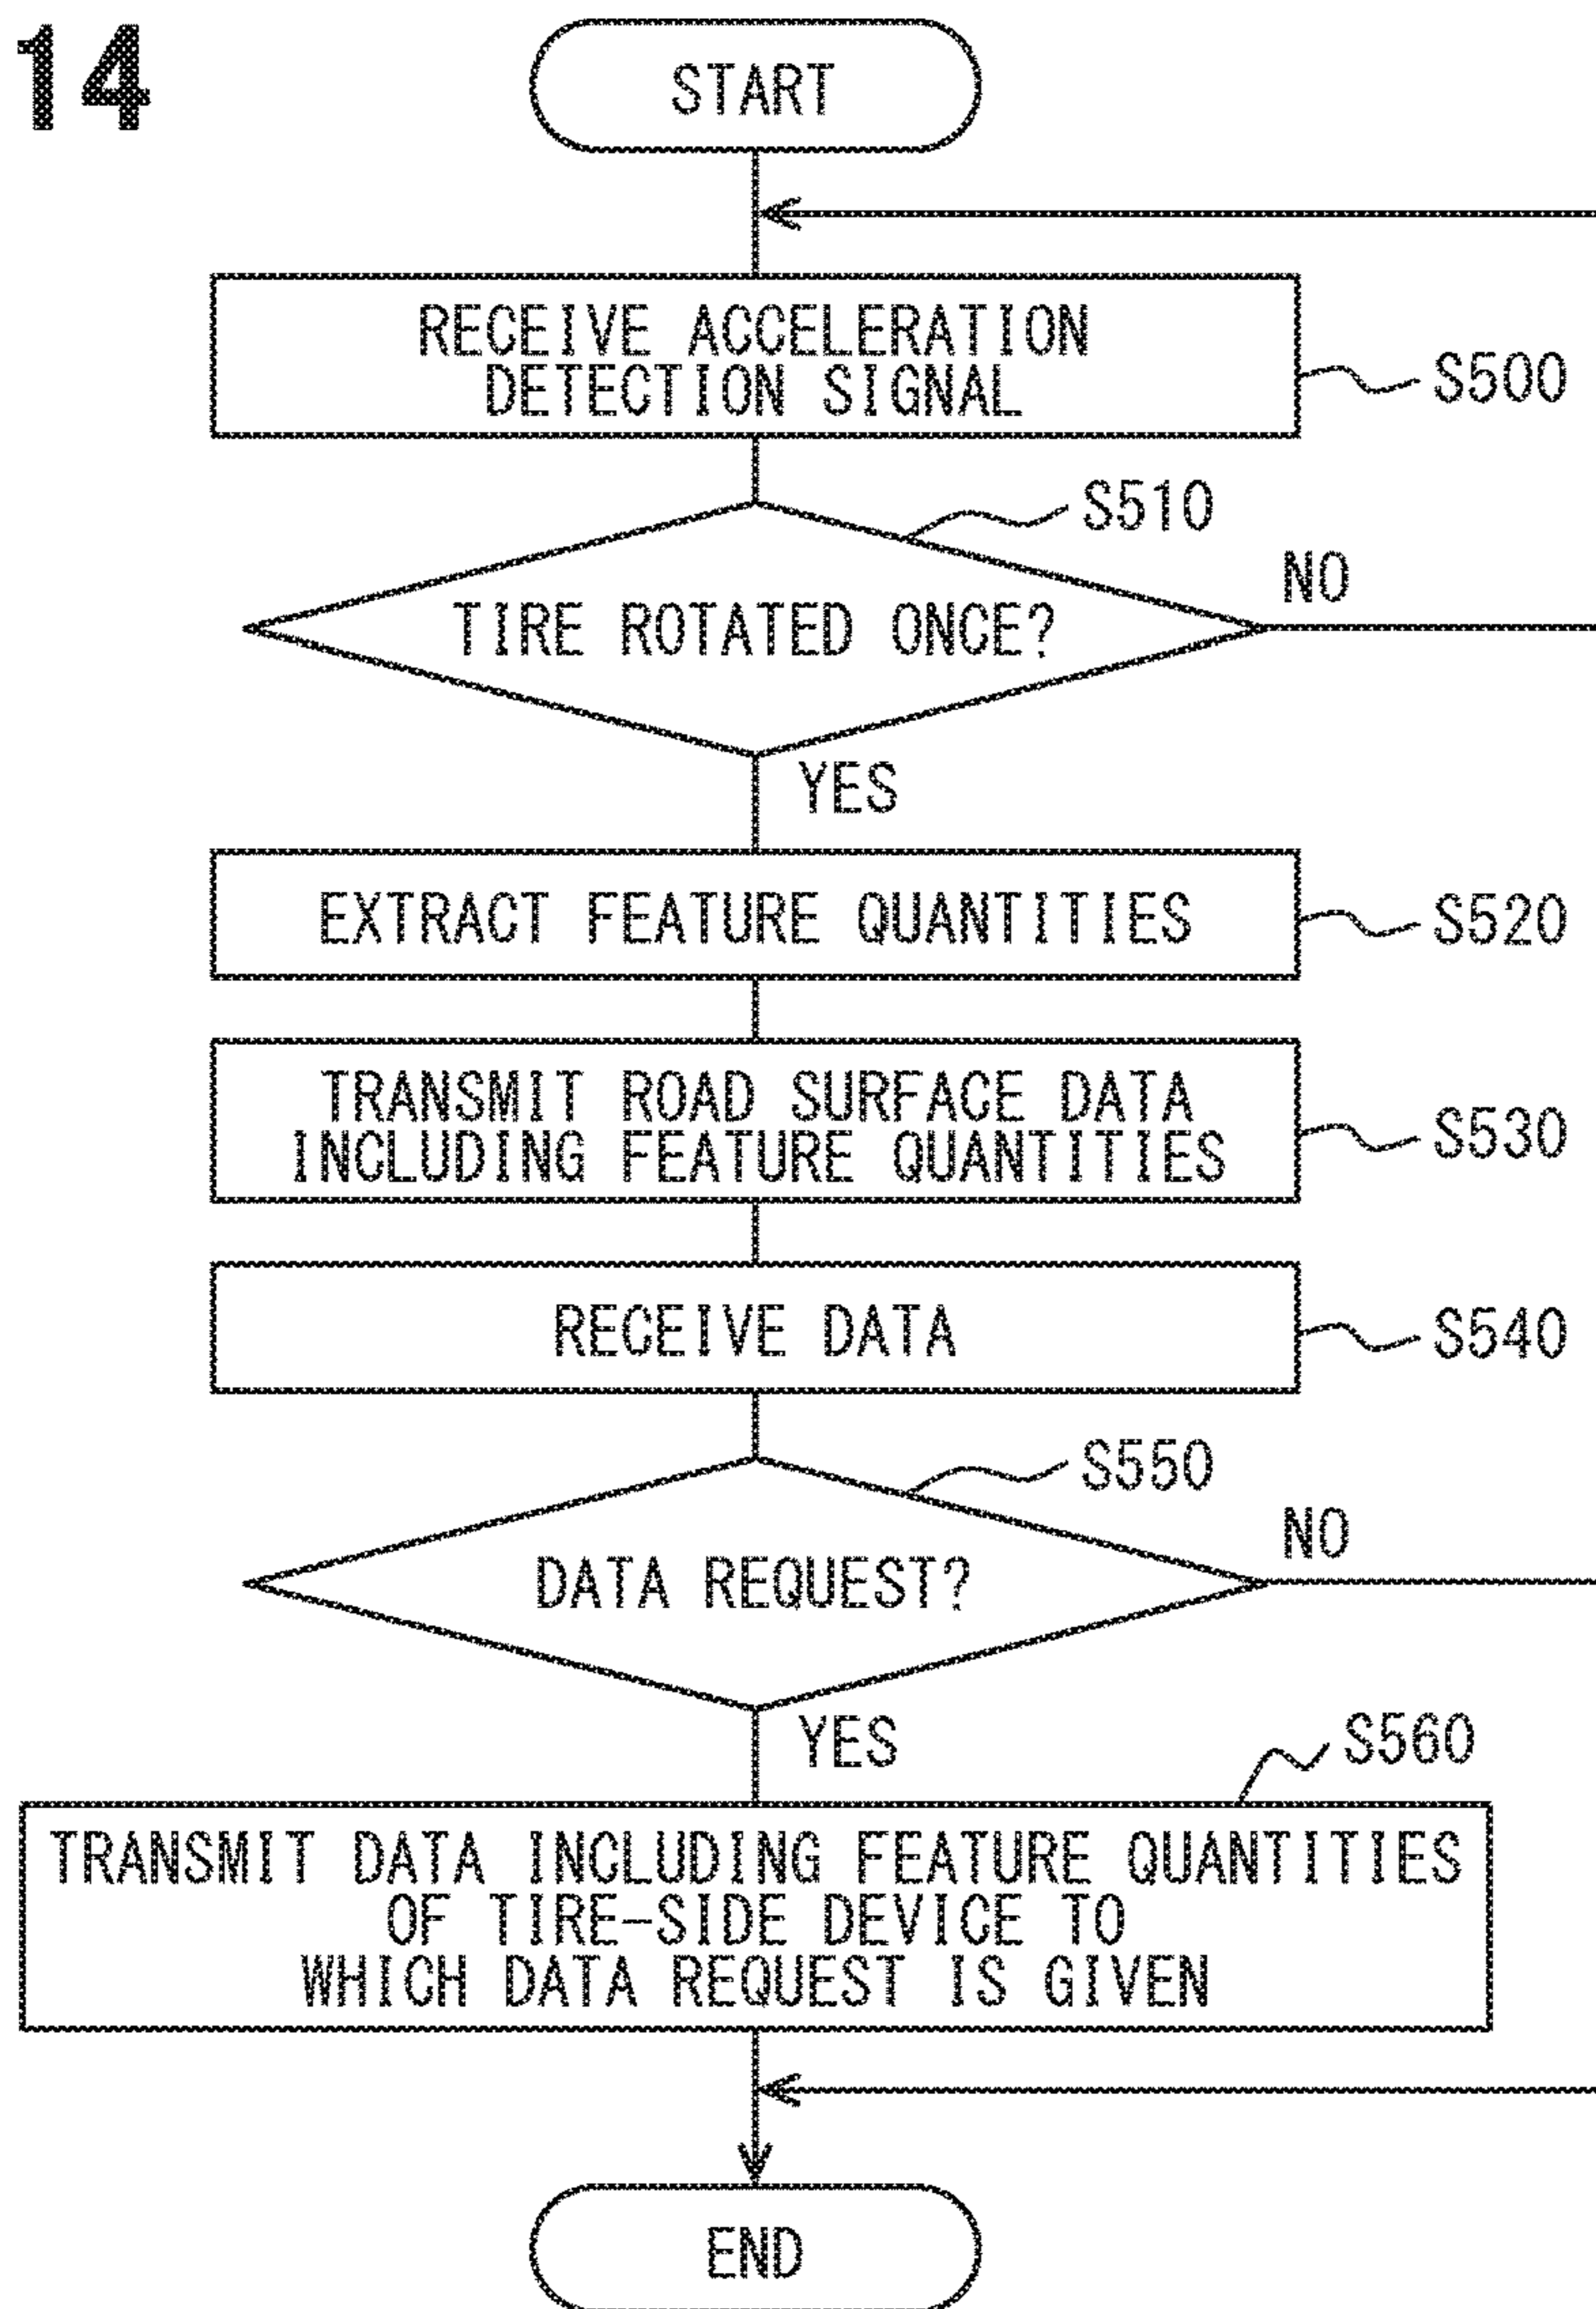 14
START
RECEIVE ACCELERATION
DETECTION SIGNAL
S500
S510
TIRE ROTATED ONCE?
NO
YES
EXTRACT FEATURE QUANTITIES
S520
TRANSMIT ROAD SURFACE DATA
INCLUDING FEATURE QUANTITIES
S530
RECEIVE DATA
S540
S550
DATA REQUEST?
NO
YES
S560
TRANSMIT DATA INCLUDING FEATURE QUANTITIES
OF TIRE-SIDE DEVICE TO
WHICH DATA REQUEST IS GIVEN
END